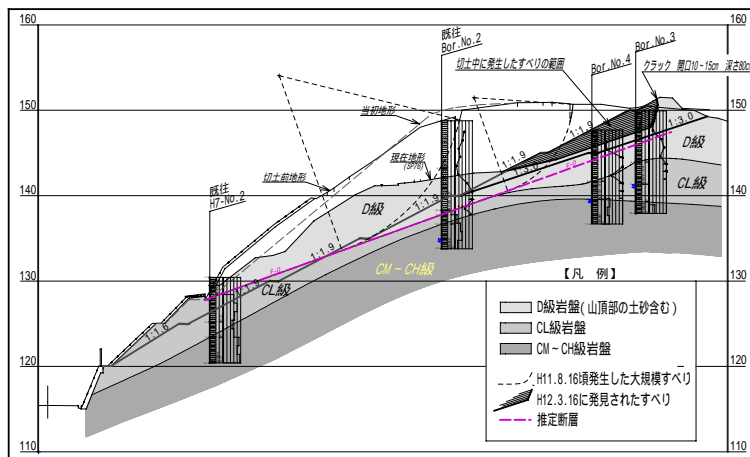 160
150
140
130
120
110
160
150
140
130
120
110
既往
Bor.No.2
Bor.No.3
Bor.No.4
切土中に発生したすべりの範囲
クラック 開口10~15cm 深さ80cm
当初地形
切土前地形
現在地形
(SP76)
既往
H7-No.2
1:1.6
1:1.9
1:1.9
1:1.9
1:1.9
1:3.0
1:1.9
1:3.0
D級
D級
CL級
CL級
CM~CH級
【凡 例】
D級岩盤(山頂部の土砂含む)
CL級岩盤
CM~CH級岩盤
H11.8.16頃発生した大規模すべり
H12.3.16に発見されたすべり
推定断層